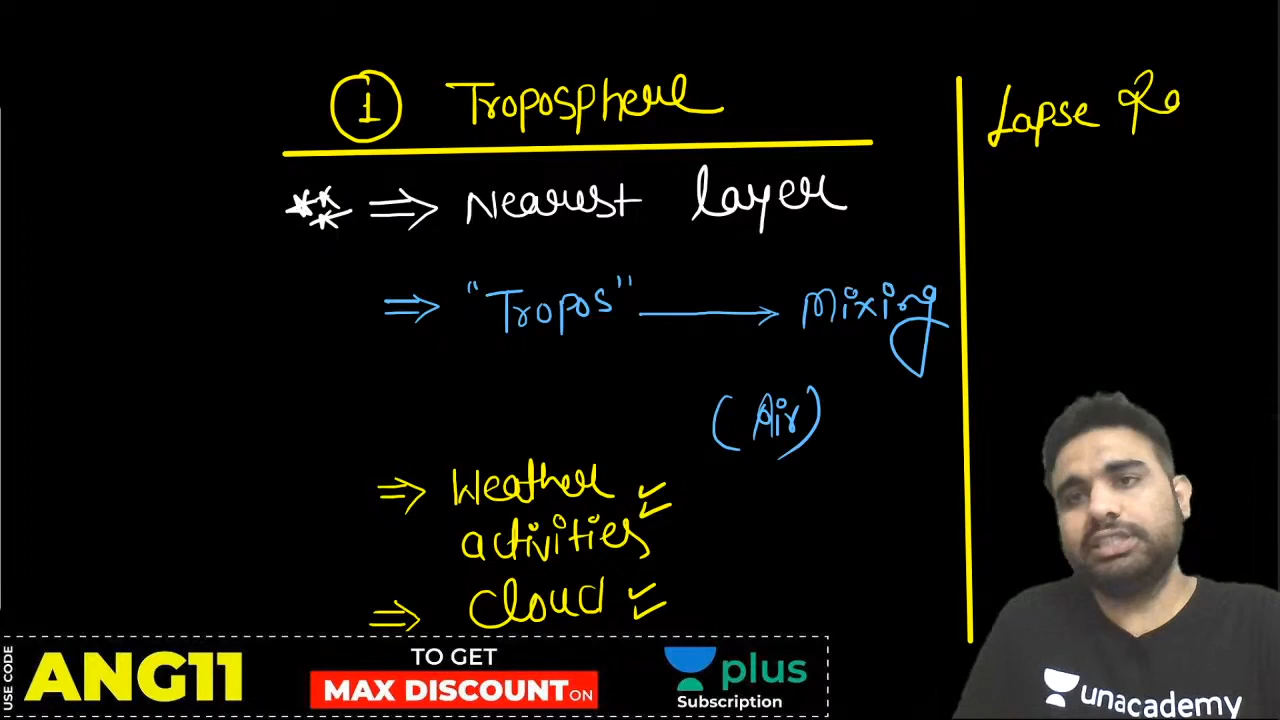 1 Troposphere
Lapse Ra
⇒ Nearest layer
⇒ "Tropos" → Mixing
(Air)
⇒ Weather
activities
⇒ Cloud
USE CODE
ANG11
TO GET
MAX DISCOUNT ON
plus
Subscription
unacademy